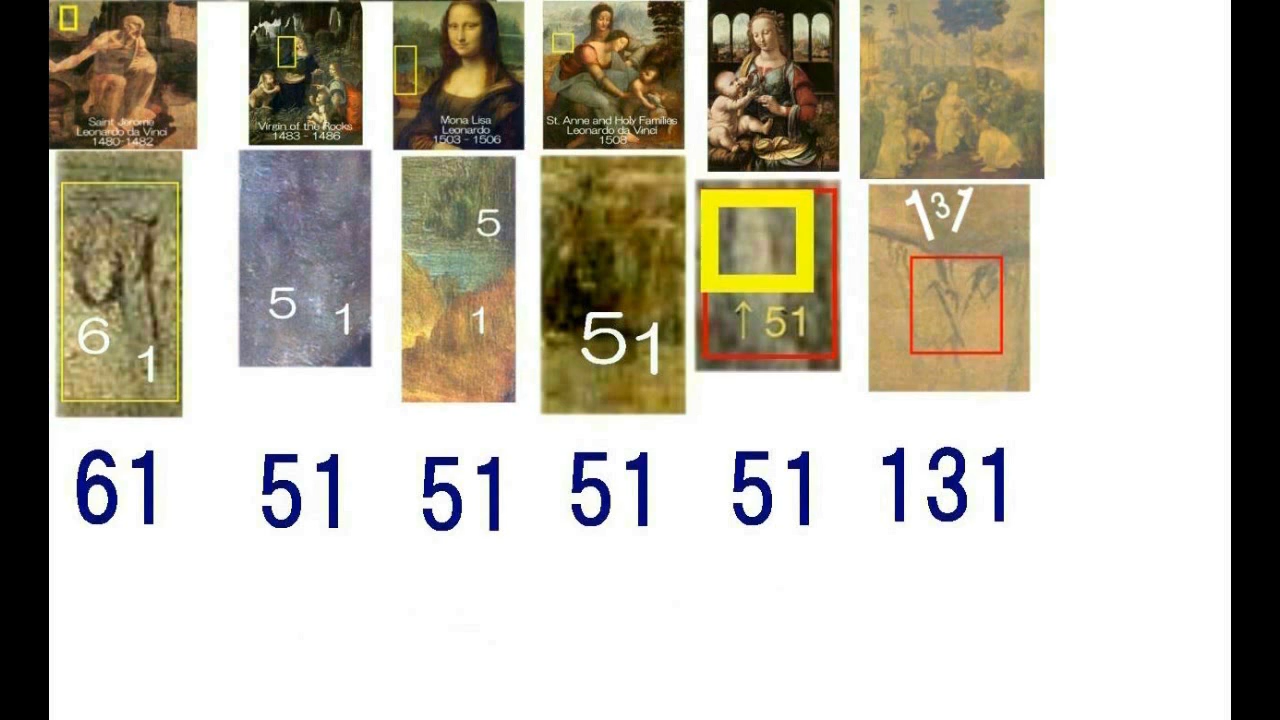 Saint Jerome
Leonardo da Vinci
1480-1482
Virgin of the Rocks
1483 - 1486
Mona Lisa
Leonardo
1503 - 1506
St. Anne and Holy Families
Leonardo da Vinci
1508
6
1
5
1
5
1
51
↑ 51
131
61
51
51
51
51
131